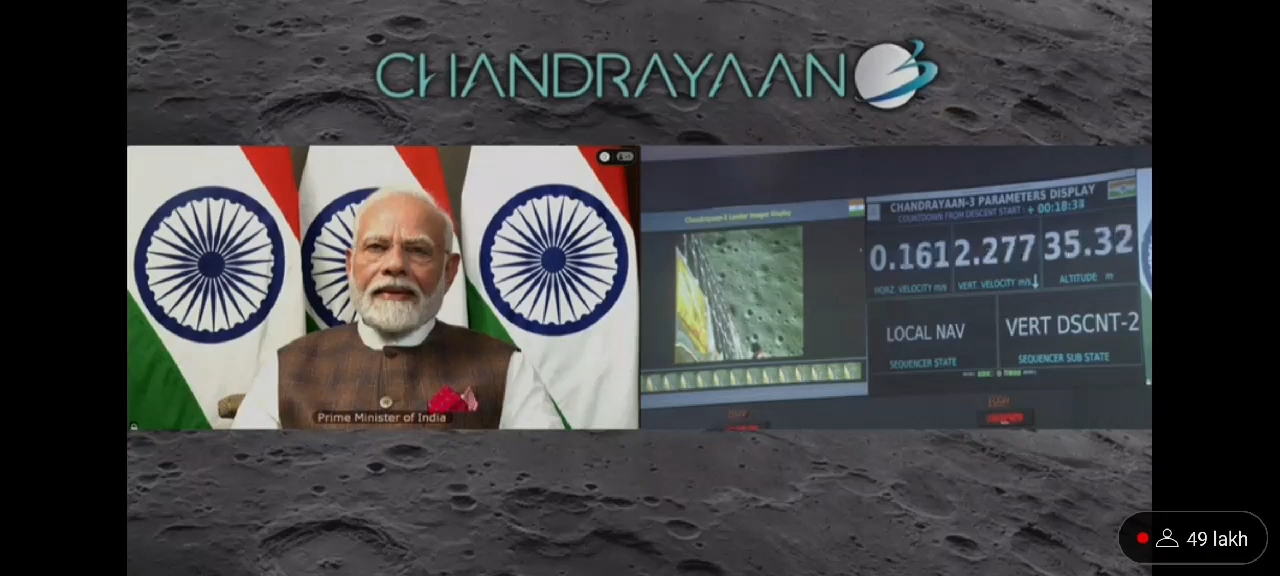 CHANDRAYAAN 3
Prime Minister of India
Chandrayaan-3 Lander Imager Display
CHANDRAYAAN-3 PARAMETERS DISPLAY
COUNTDOWN FROM DESCENT START : + 00:18:38
0.161 2.277 35.32
HORZ. VELOCITY m/s VERT. VELOCITY m/s↓ ALTITUDE m
LOCAL NAV VERT DSCNT-2
SEQUENCER STATE SEQUENCER SUB STATE
49 lakh